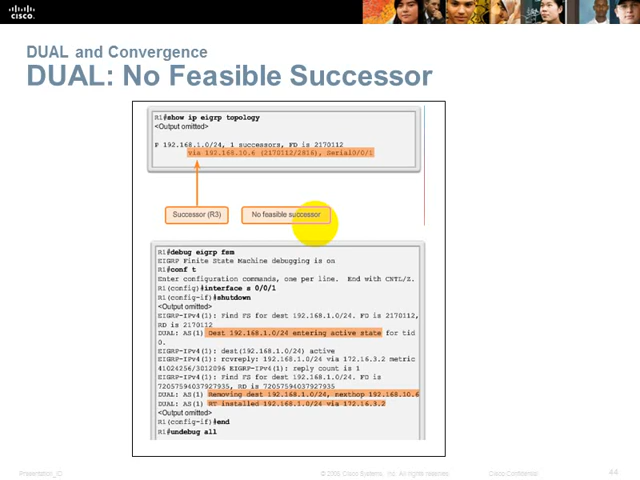 CISCO.
DUAL and Convergence
DUAL: No Feasible Successor
R1#show ip eigrp topology
<Output omitted>
P 192.168.1.0/24, 1 successors, FD is 2170112
via 192.168.10.6 (2170112/2816), Serial0/0/1
Successor (R3)
No feasible successor
R1#debug eigrp fsm
EIGRP Finite State Machine debugging is on
R1#conf t
Enter configuration commands, one per line. End with CNTL/Z.
R1(config)#interface s 0/0/1
R1(config-if)#shutdown
<Output omitted>
EIGRP-IPv4(1): Find FS for dest 192.168.1.0/24. FD is 2170112,
RD is 2170112
DUAL: AS(1) Dest 192.168.1.0/24 entering active state for tid
0.
EIGRP-IPv4(1): dest(192.168.1.0/24) active
EIGRP-IPv4(1): rcvreply: 192.168.1.0/24 via 172.16.3.2 metric
41024256/3012096 EIGRP-IPv4(1): reply count is 1
EIGRP-IPv4(1): Find FS for dest 192.168.1.0/24. FD is
72057594037927935, RD is 72057594037927935
DUAL: AS(1) Removing dest 192.168.1.0/24, nexthop 192.168.10.6
DUAL: AS(1) RT installed 192.168.1.0/24 via 172.16.3.2
<Output omitted>
R1(config-if)#end
R1#undebug all
Presentation_ID
© 2008 Cisco Systems, Inc. All rights reserved.
Cisco Confidential
44